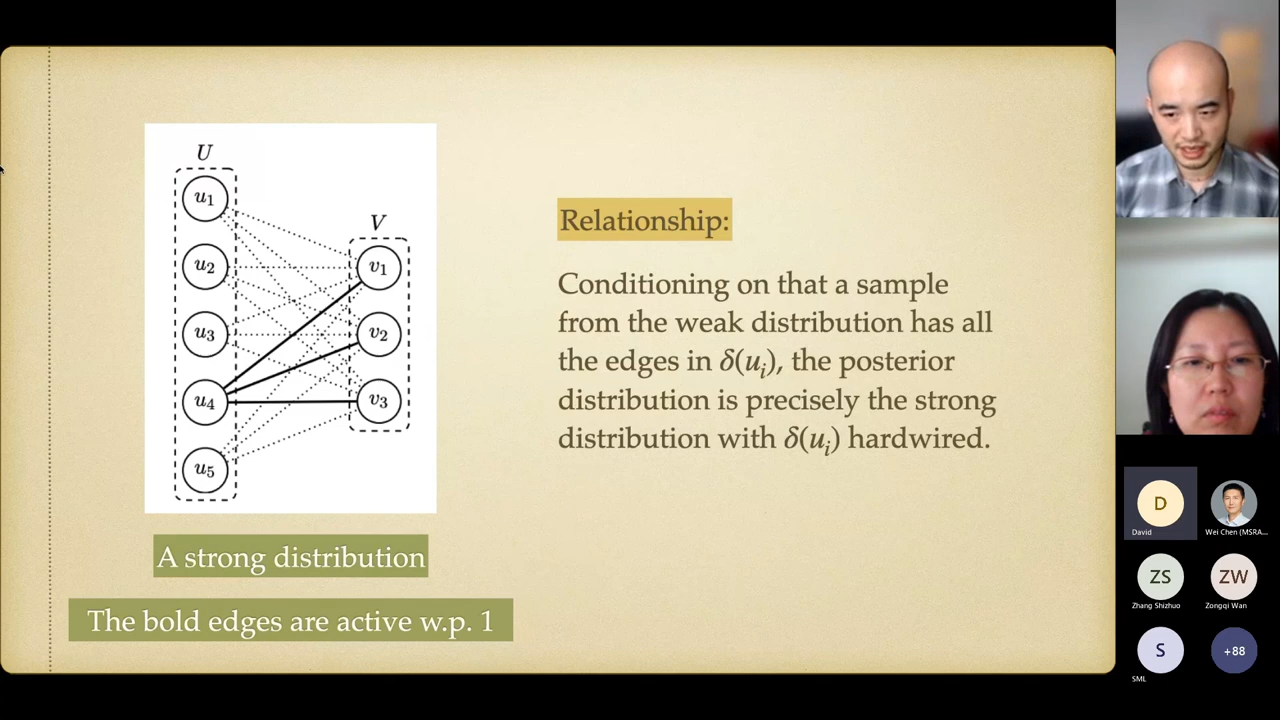 U
u1
V
u2
v1
u3
v2
u4
v3
u5
A strong distribution
The bold edges are active w.p. 1
Relationship:
Conditioning on that a sample
from the weak distribution has all
the edges in δ(ui), the posterior
distribution is precisely the strong
distribution with δ(ui) hardwired.
D
David
Wei Chen (MSRA...
ZS
Zhang Shizhuo
ZW
Zongqi Wan
S
SML
+88